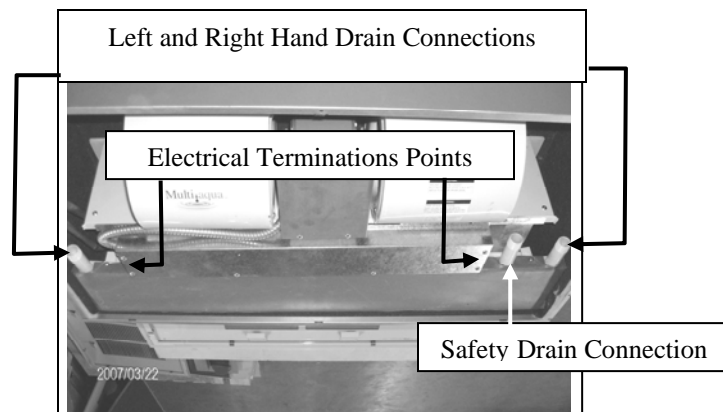 Left and Right Hand Drain Connections
Electrical Terminations Points
Multiaqua
Safety Drain Connection
2007/03/22